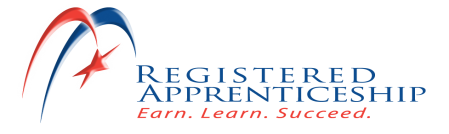 REGISTERED
APPRENTICESHIP
Earn. Learn. Succeed.